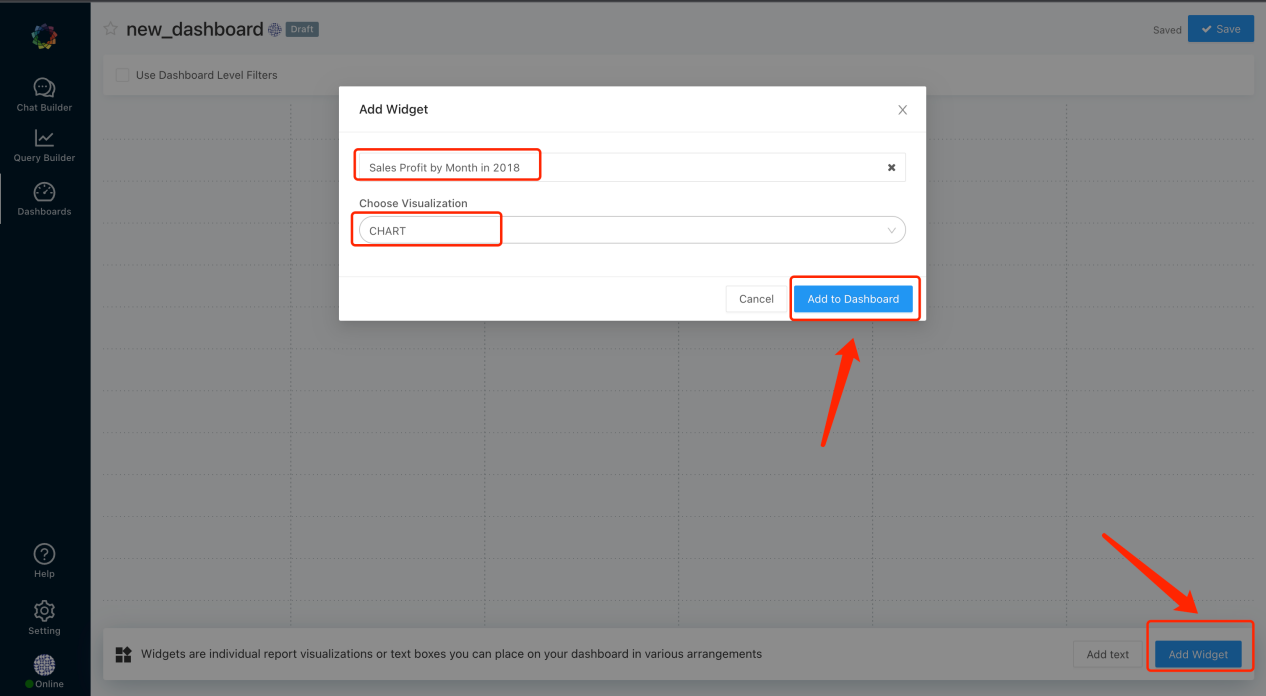 new_dashboard Draft
Saved Save
Chat Builder
Query Builder
Dashboards
Help
Setting
Online
Use Dashboard Level Filters
Add Widget
Sales Profit by Month in 2018
Choose Visualization
CHART
Cancel Add to Dashboard
Widgets are individual report visualizations or text boxes you can place on your dashboard in various arrangements
Add text Add Widget